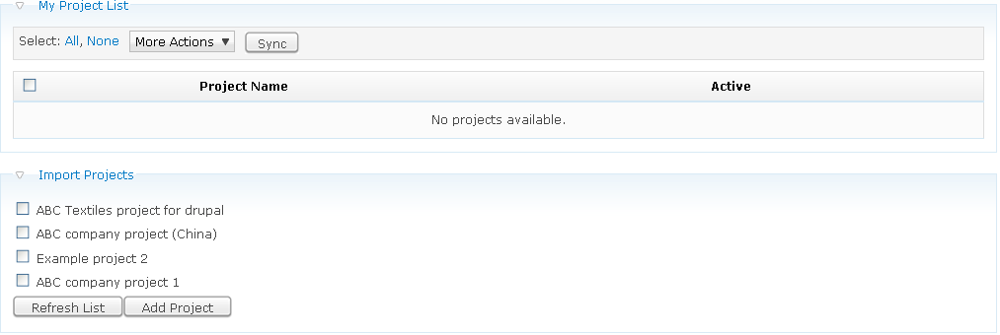 My Project List
Select: All, None More Actions Sync
Project Name Active
No projects available.
Import Projects
ABC Textiles project for drupal
ABC company project (China)
Example project 2
ABC company project 1
Refresh List Add Project